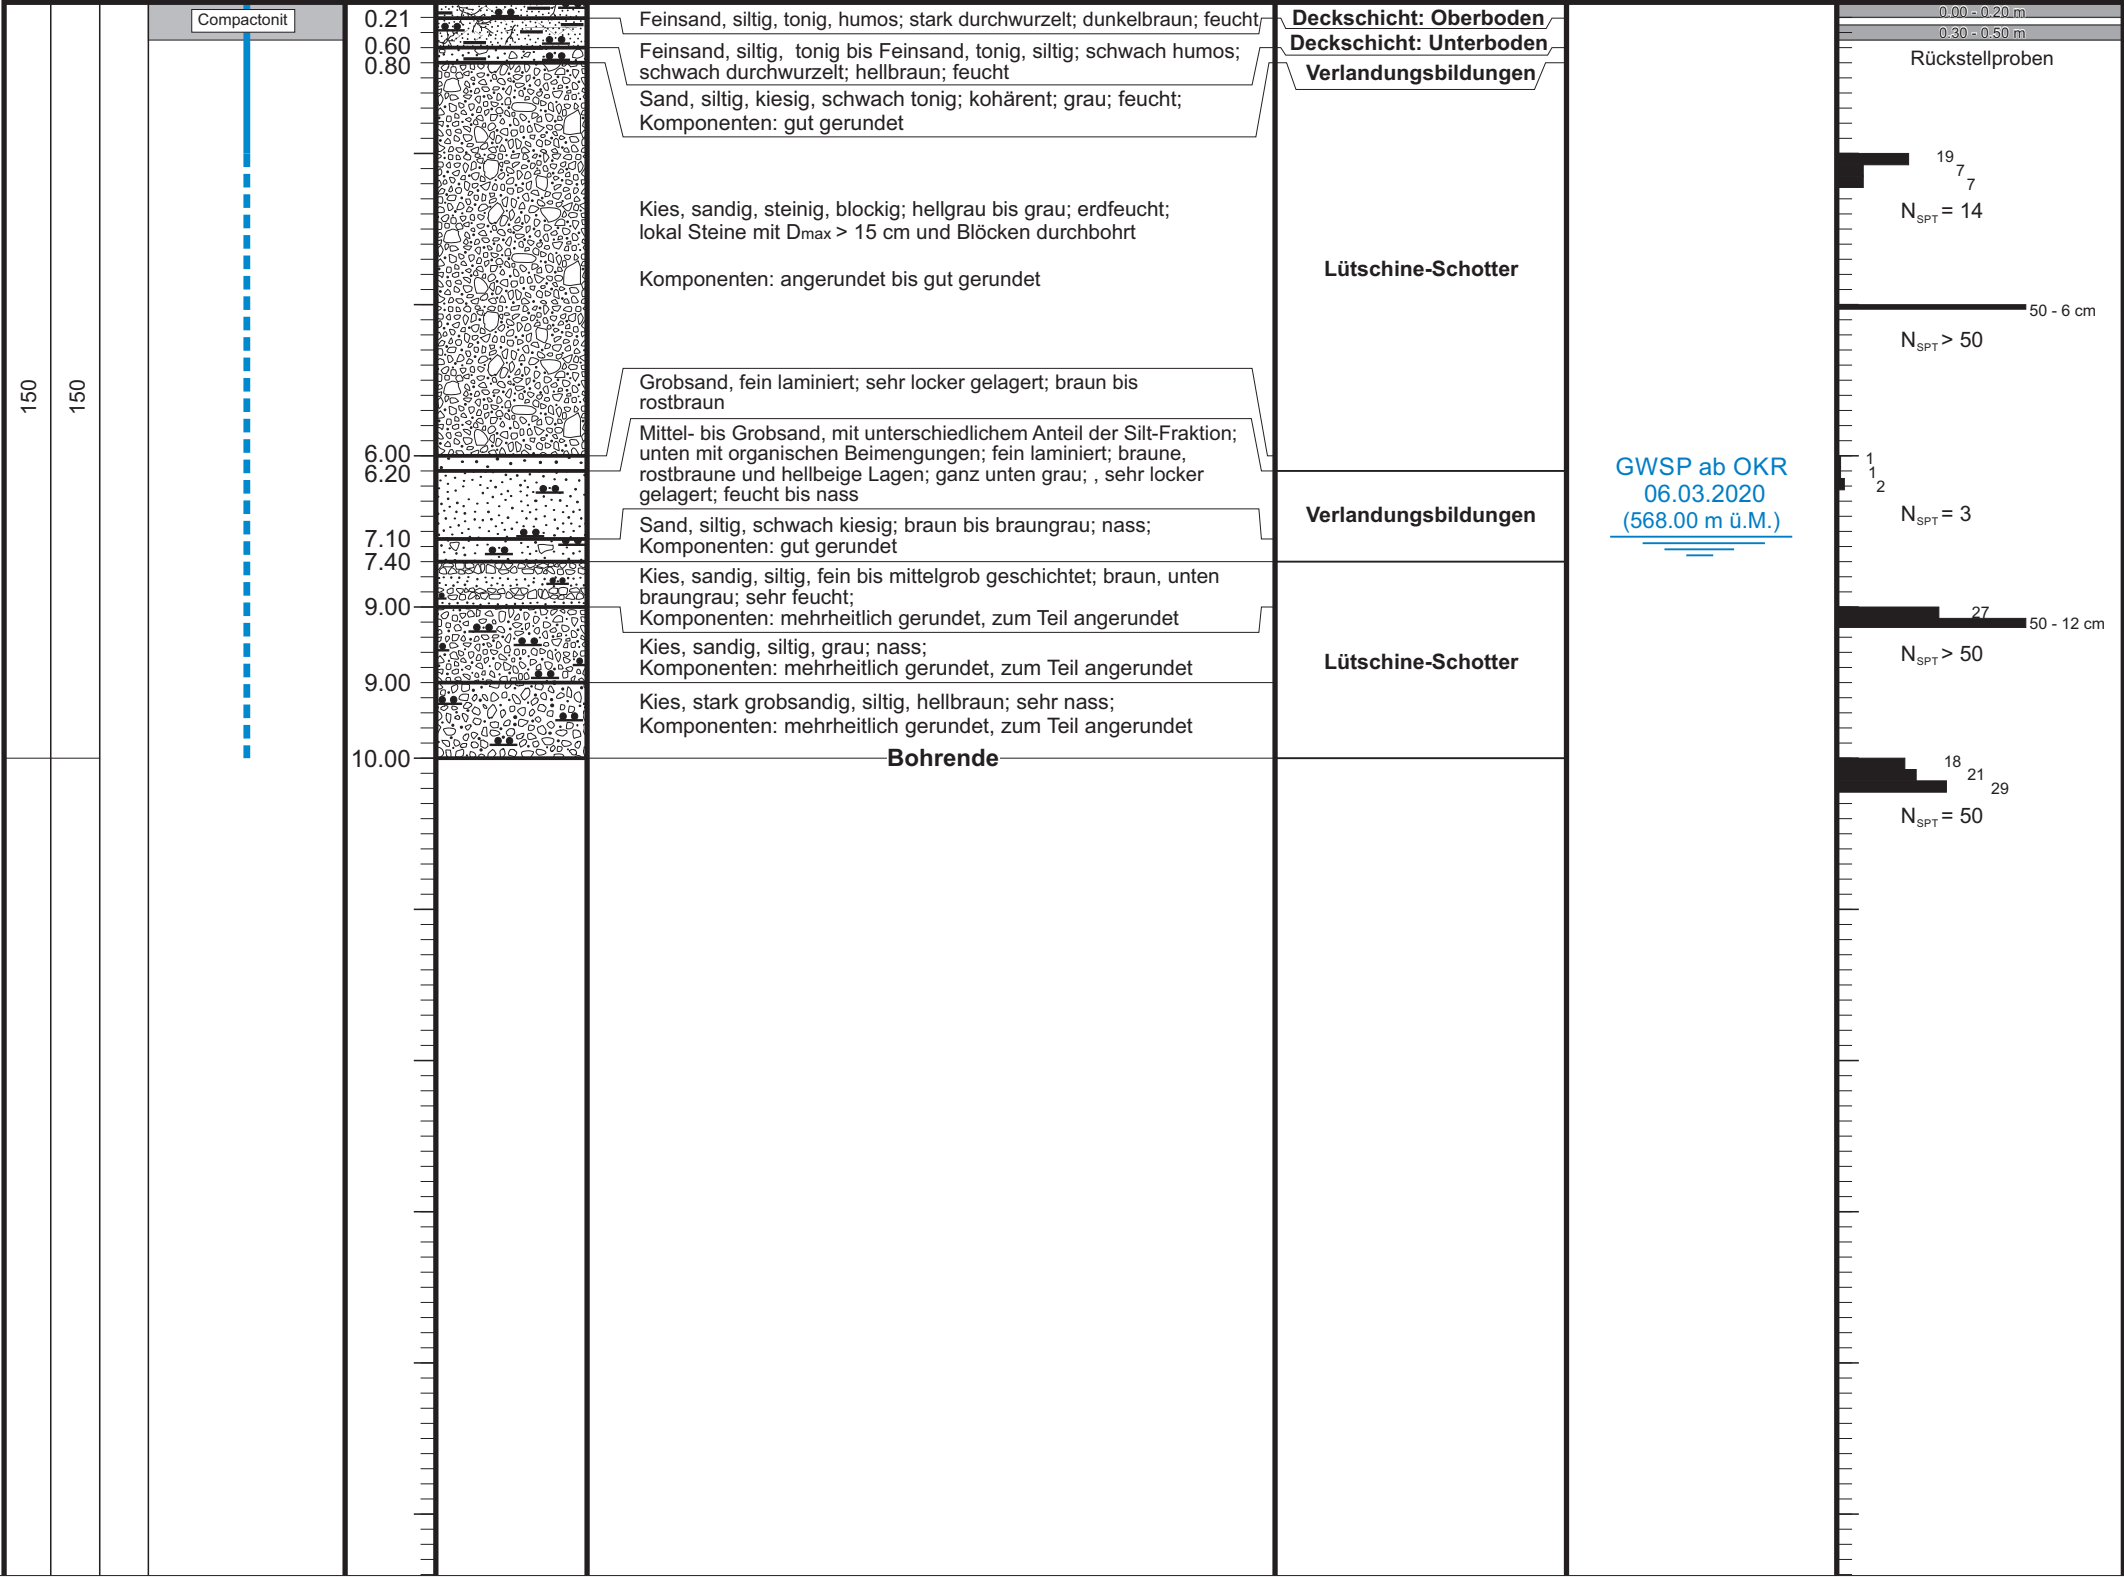 150
150
Compactonit
0.21
0.60
0.80
6.00
6.20
7.10
7.40
9.00
9.00
10.00
Feinsand, siltig, tonig, humos; stark durchwurzelt; dunkelbraun; feucht
Feinsand, siltig, tonig bis Feinsand, tonig, siltig; schwach humos;
schwach durchwurzelt; hellbraun; feucht
Sand, siltig, kiesig, schwach tonig; kohärent; grau; feucht;
Komponenten: gut gerundet
Kies, sandig, steinig, blockig; hellgrau bis grau; erdfeucht;
lokal Steine mit Dmax > 15 cm und Blöcken durchbohrt
Komponenten: angerundet bis gut gerundet
Grobsand, fein laminiert; sehr locker gelagert; braun bis
rostbraun
Mittel- bis Grobsand, mit unterschiedlichem Anteil der Silt-Fraktion;
unten mit organischen Beimengungen; fein laminiert; braune,
rostbraune und hellbeige Lagen; ganz unten grau; , sehr locker
gelagert; feucht bis nass
Sand, siltig, schwach kiesig; braun bis braungrau; nass;
Komponenten: gut gerundet
Kies, sandig, siltig, fein bis mittelgrob geschichtet; braun, unten
braungrau; sehr feucht;
Komponenten: mehrheitlich gerundet, zum Teil angerundet
Kies, sandig, siltig, grau; nass;
Komponenten: mehrheitlich gerundet, zum Teil angerundet
Kies, stark grobsandig, siltig, hellbraun; sehr nass;
Komponenten: mehrheitlich gerundet, zum Teil angerundet
Bohrende
Deckschicht: Oberboden
Deckschicht: Unterboden
Verlandungsbildungen
Lütschine-Schotter
Verlandungsbildungen
Lütschine-Schotter
GWSP ab OKR
06.03.2020
(568.00 m ü.M.)
0.00 - 0.20 m
0.30 - 0.50 m
Rückstellproben
19
7
7
NSPT = 14
50 - 6 cm
NSPT > 50
1
1
2
NSPT = 3
27
50 - 12 cm
NSPT > 50
18
21
29
NSPT = 50